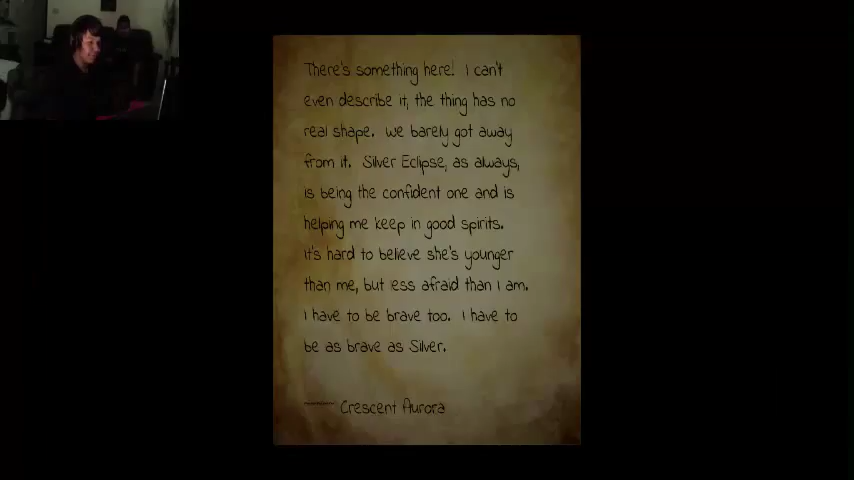 There's something here! I can't
even describe it, the thing has no
real shape. We barely got away
from it. Silver Eclipse, as always,
is being the confident one and is
helping me keep in good spirits.
It's hard to believe she's younger
than me, but less afraid than I am.
I have to be brave too. I have to
be as brave as Silver.
Crescent Aurora